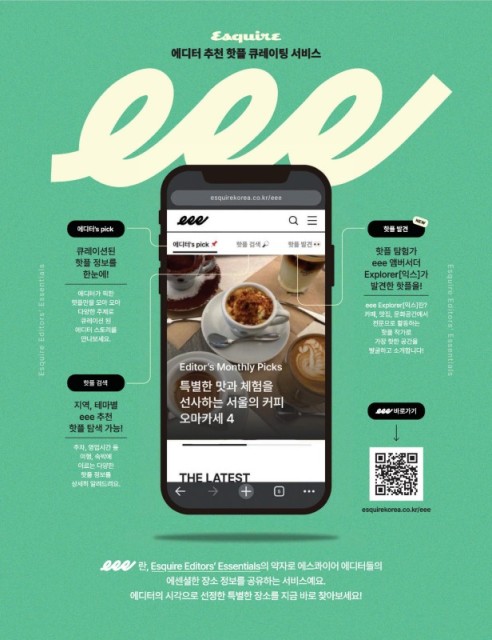 Esquire
에디터 추천 핫플 큐레이팅 서비스
eee
esquirekorea.co.kr/eee
eee
에디터's pick
핫플 검색
핫플 발견
Editor's Monthly Picks
특별한 맛과 체험을
선사하는 서울의 커피
오마카세 4
THE LATEST
에디터's pick
큐레이션된
핫플 정보를
한눈에!
에디터가 픽한
핫플만을 모아 모아
다양한 주제로
큐레이션 된
에디터 스토리를
만나보세요.
핫플 검색
지역, 테마별
eee 추천
핫플 탐색 가능!
주차, 영업시간 등
여행, 숙박에
이르는 다양한
핫플 정보를
상세히 알려드려요.
핫플 발견
NEW
핫플 탐험가
eee 앰버서더
Explorer[익스]가
발견한 핫플을!
eee Explorer[익스]란?
카페, 맛집, 문화공간에서
전문으로 활동하는
핫플 작가로
가장 핫한 공간을
발굴하고 소개합니다!
eee 바로가기
esquirekorea.co.kr/eee
Esquire Editors' Essentials
Esquire Editors' Essentials
eee 란, Esquire Editors' Essentials의 약자로 에스콰이어 에디터들의
에센셜한 장소 정보를 공유하는 서비스예요.
에디터의 시각으로 선정한 특별한 장소를 지금 바로 찾아보세요!